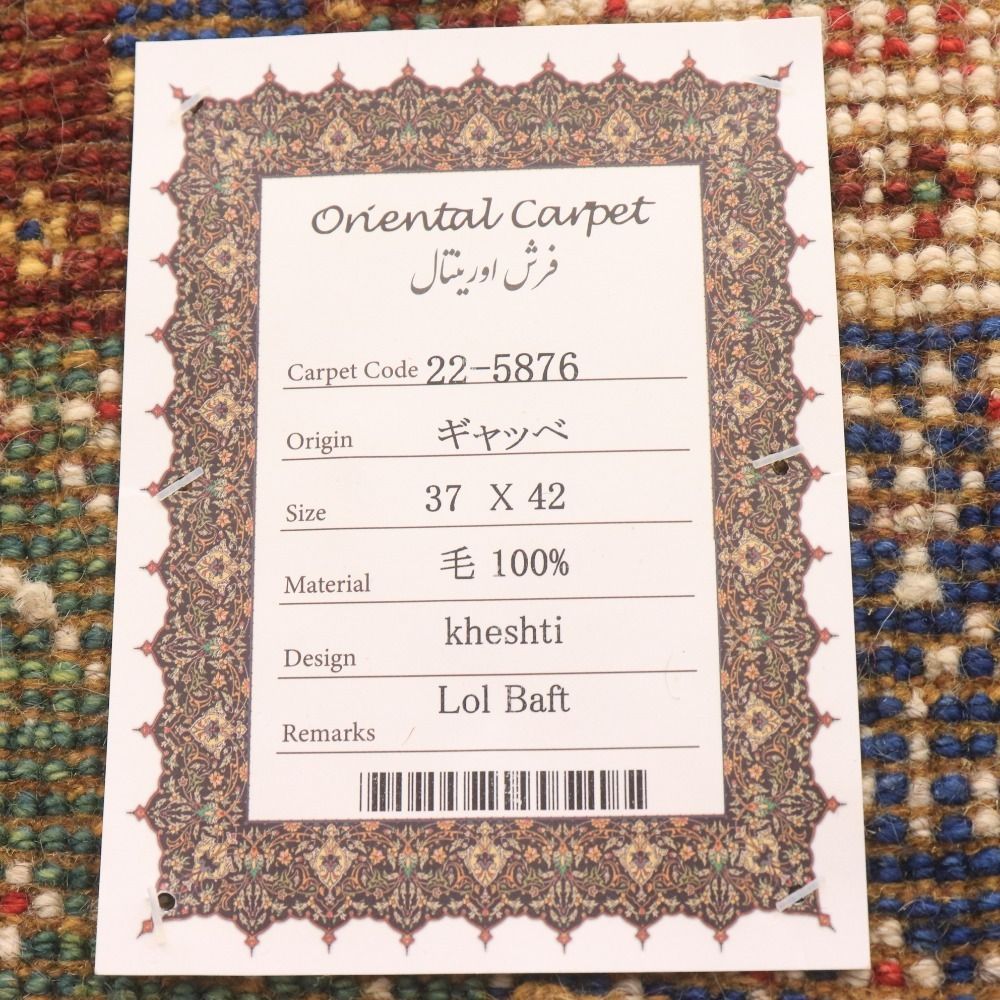 Oriental Carpet
فرش اورینتال
Carpet Code 22-5876
Origin ギャッベ
Size 37 X 42
Material 毛 100%
Design kheshti
Remarks Lol Baft